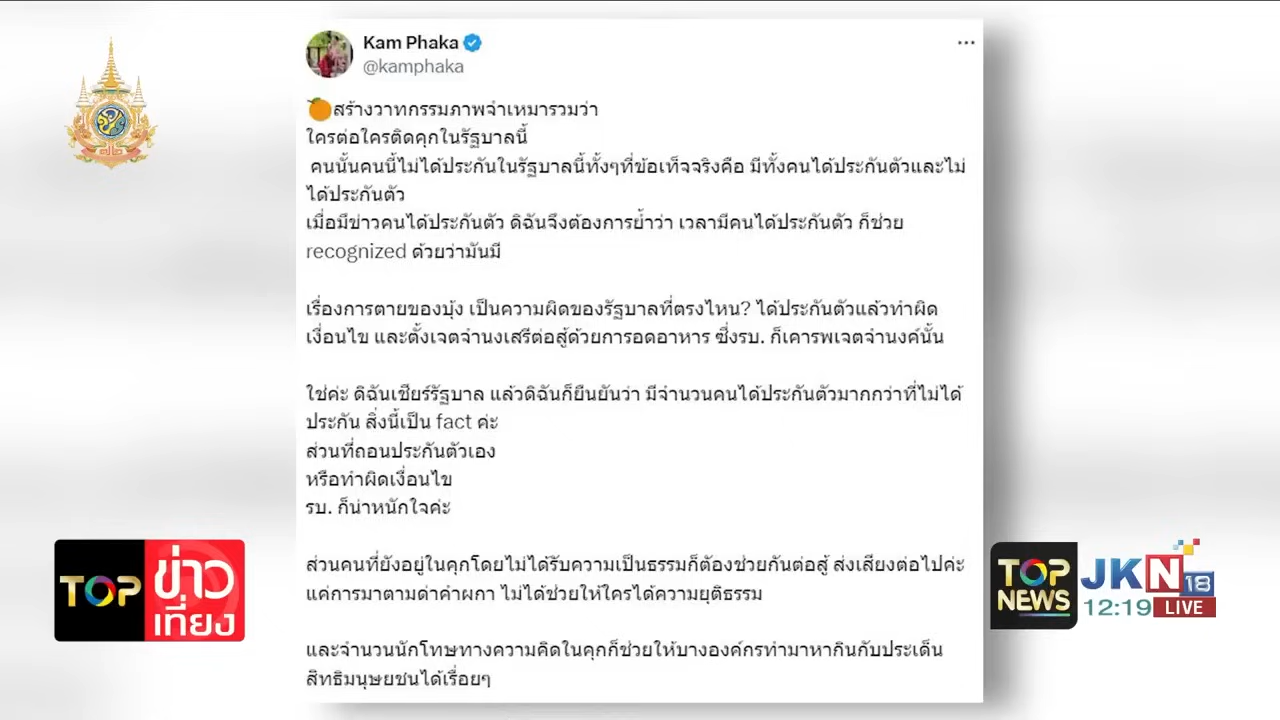 Kam Phaka
@kamphaka
🍊สร้างวาทกรรมภาพจำเหมารวมว่า
ใครต่อใครติดคุกในรัฐบาลนี้
คนนั้นคนนี้ไม่ได้ประกันในรัฐบาลนี้ทั้งๆที่ข้อเท็จจริงคือ มีทั้งคนได้ประกันตัวและไม่
ได้ประกันตัว
เมื่อมีข่าวคนได้ประกันตัว ดิฉันจึงต้องการย้ำว่า เวลามีคนได้ประกันตัว ก็ช่วย
recognized ด้วยว่ามันมี
เรื่องการตายของบุ้ง เป็นความผิดของรัฐบาลที่ตรงไหน? ได้ประกันตัวแล้วทำผิด
เงื่อนไข และตั้งเจตจำนงเสรีต่อสู้ด้วยการอดอาหาร ซึ่งรบ. ก็เคารพเจตจำนงค์นั้น
ใช่ค่ะ ดิฉันเชียร์รัฐบาล แล้วดิฉันก็ยืนยันว่า มีจำนวนคนได้ประกันตัวมากกว่าที่ไม่ได้
ประกัน สิ่งนี้เป็น fact ค่ะ
ส่วนที่ถอนประกันตัวเอง
หรือทำผิดเงื่อนไข
รบ. ก็น่าหนักใจค่ะ
ส่วนคนที่ยังอยู่ในคุกโดยไม่ได้รับความเป็นธรรมก็ต้องช่วยกันต่อสู้ ส่งเสียงต่อไปค่ะ
แค่การมาตามด่าคำผกา ไม่ได้ช่วยให้ใครได้ความยุติธรรม
และจำนวนนักโทษทางความคิดในคุกก็ช่วยให้บางองค์กรทำมาหากินกับประเด็น
สิทธิมนุษยชนได้เรื่อยๆ
TOP ข่าวเที่ยง
TOP NEWS
JKN 18
12:19 LIVE